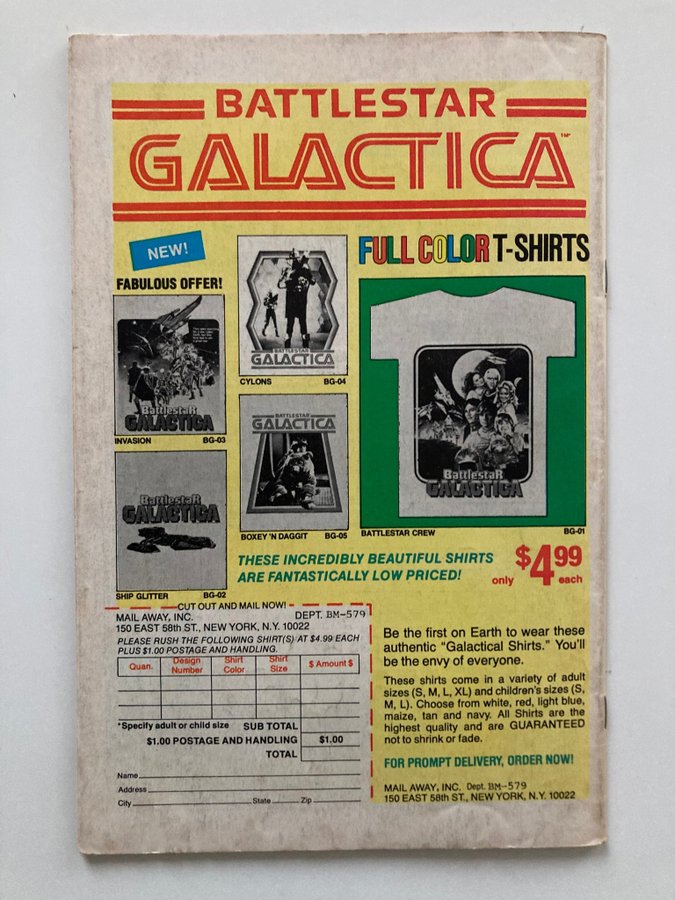 BATTLESTAR
GALACTICA™
NEW!
FABULOUS OFFER!
FULL COLOR T-SHIRTS
BattlestaR
GALACTICA
INVASION BG-03
BATTLESTAR
GALACTICA
CYLONS BG-04
BattlestaR
GALACTICA
SHIP GLITTER BG-02
BATTLESTAR
GALACTICA
BOXEY 'N DAGGIT BG-05
BattlestaR
GALACTICA
BATTLESTAR CREW BG-01
THESE INCREDIBLY BEAUTIFUL SHIRTS
ARE FANTASTICALLY LOW PRICED!
only $4.99 each
CUT OUT AND MAIL NOW!
MAIL AWAY, INC. DEPT. BM-579
150 EAST 58th ST., NEW YORK, N.Y. 10022
PLEASE RUSH THE FOLLOWING SHIRT(S) AT $4.99 EACH
PLUS $1.00 POSTAGE AND HANDLING.
Quan. Design Number Shirt Color Shirt Size $ Amount $
*Specify adult or child size SUB TOTAL
$1.00 POSTAGE AND HANDLING $1.00
TOTAL
Name
Address
City State Zip
Be the first on Earth to wear these
authentic "Galactical Shirts." You'll
be the envy of everyone.
These shirts come in a variety of adult
sizes (S, M, L, XL) and children's sizes (S,
M, L). Choose from white, red, light blue,
maize, tan and navy. All Shirts are the
highest quality and are GUARANTEED
not to shrink or fade.
FOR PROMPT DELIVERY, ORDER NOW!
MAIL AWAY, INC. Dept. BM-579
150 EAST 58th ST., NEW YORK, N.Y. 10022